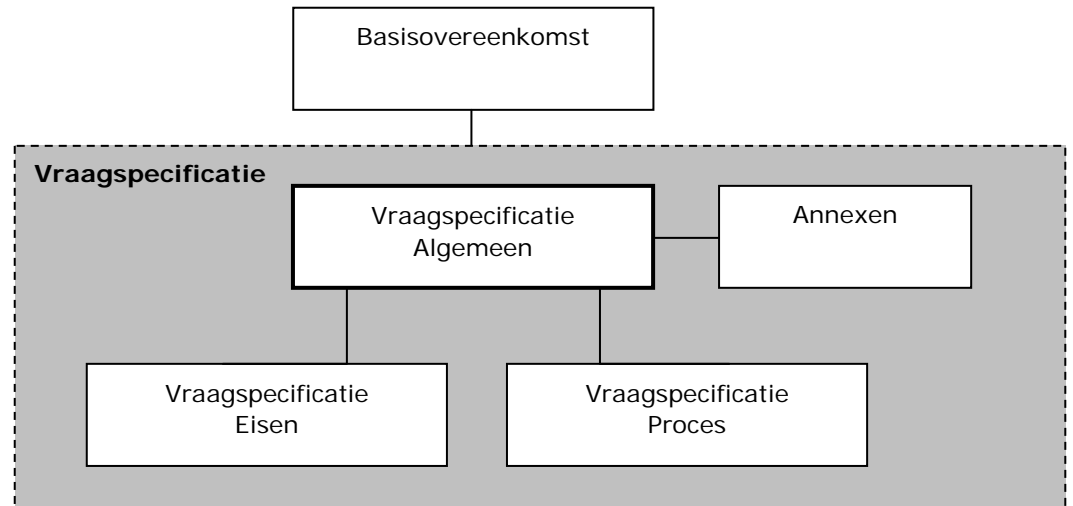 Basisovereenkomst
Vraagspecificatie
Vraagspecificatie
Algemeen
Annexen
Vraagspecificatie
Eisen
Vraagspecificatie
Proces